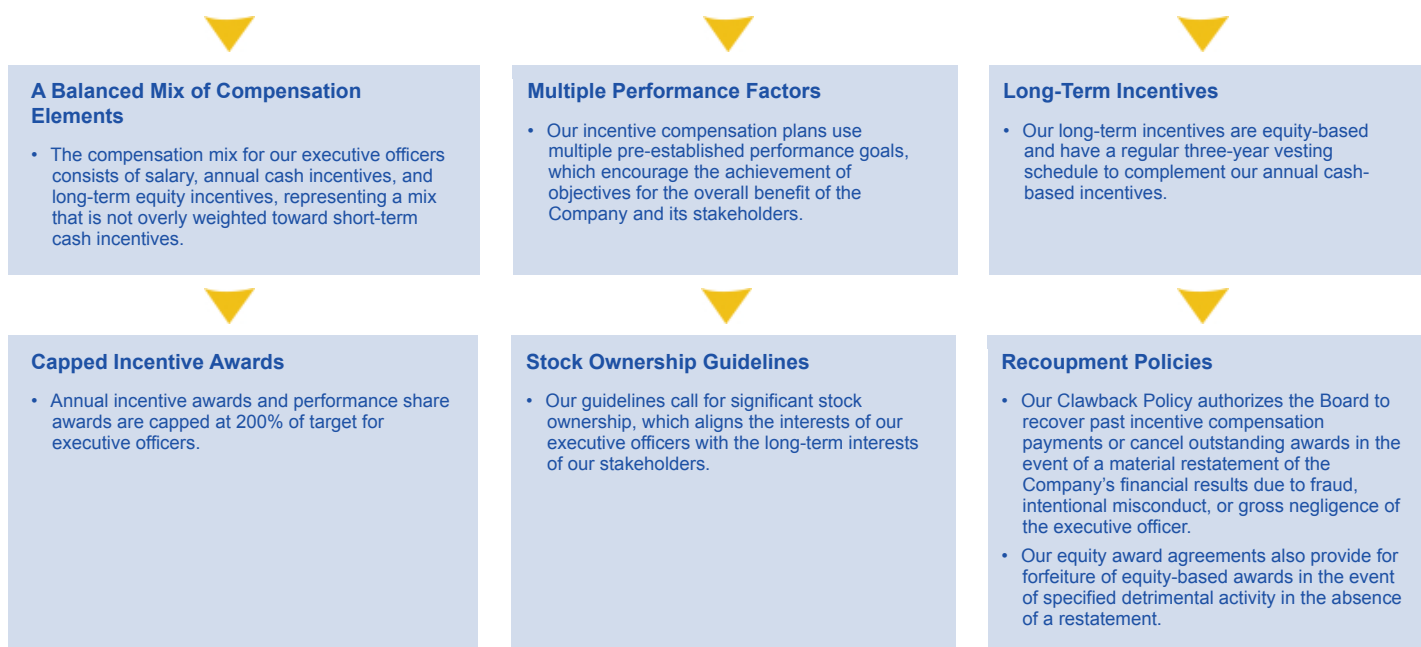 A Balanced Mix of Compensation
Elements
• The compensation mix for our executive officers
consists of salary, annual cash incentives, and
long-term equity incentives, representing a mix
that is not overly weighted toward short-term
cash incentives.
Multiple Performance Factors
• Our incentive compensation plans use
multiple pre-established performance goals,
which encourage the achievement of
objectives for the overall benefit of the
Company and its stakeholders.
Long-Term Incentives
• Our long-term incentives are equity-based
and have a regular three-year vesting
schedule to complement our annual cash-
based incentives.
Capped Incentive Awards
• Annual incentive awards and performance share
awards are capped at 200% of target for
executive officers.
Stock Ownership Guidelines
• Our guidelines call for significant stock
ownership, which aligns the interests of our
executive officers with the long-term interests
of our stakeholders.
Recoupment Policies
• Our Clawback Policy authorizes the Board to
recover past incentive compensation
payments or cancel outstanding awards in the
event of a material restatement of the
Company’s financial results due to fraud,
intentional misconduct, or gross negligence of
the executive officer.
• Our equity award agreements also provide for
forfeiture of equity-based awards in the event
of specified detrimental activity in the absence
of a restatement.